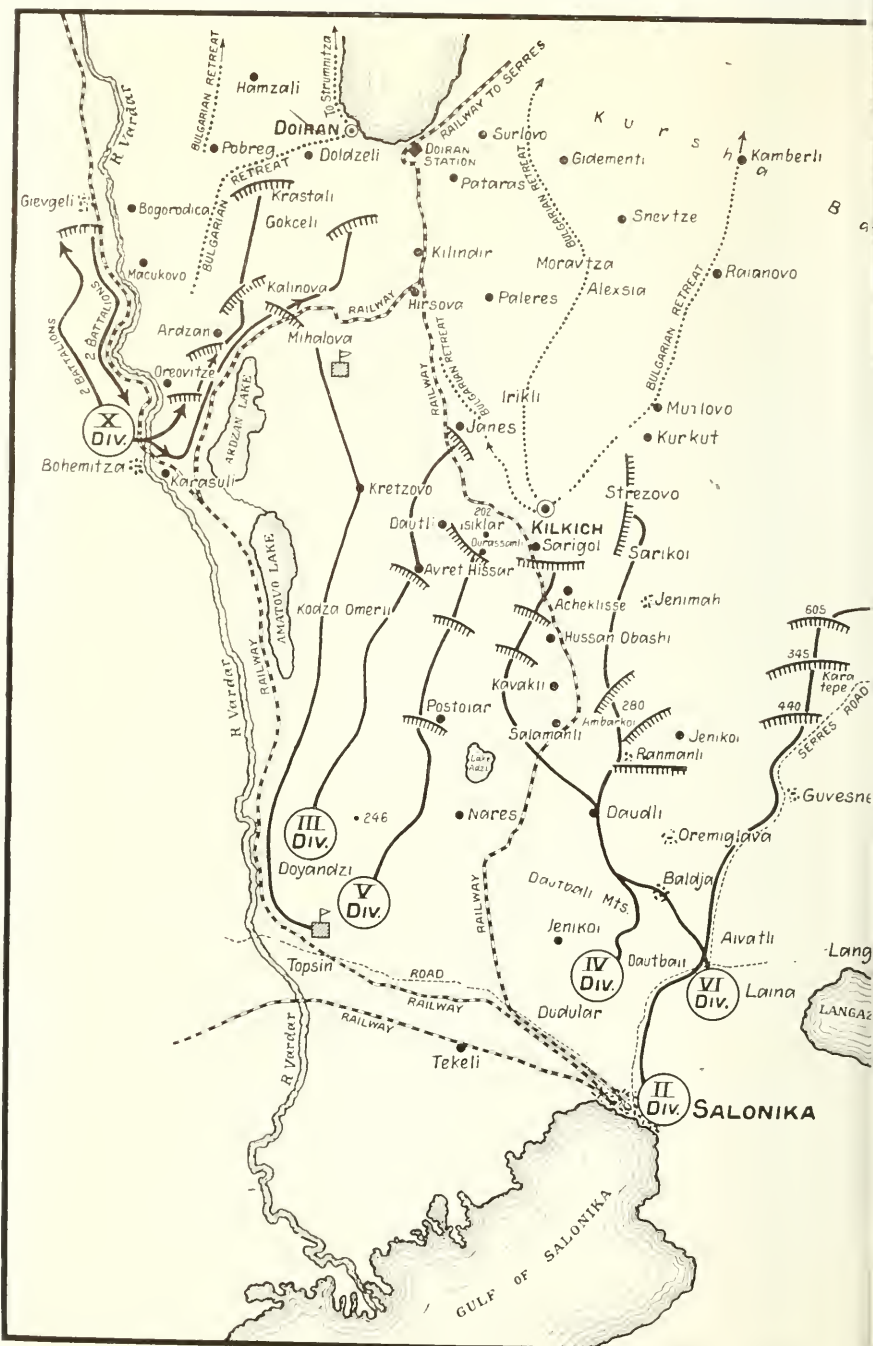 R Vardar
BULGARIAN RETREAT
Hamzali
To Strumnitza
DOIRAN
RAILWAY TO SERRES
Kursh
Surlovo
Pobreg
Doldzeli
DOIRAN STATION
Gidementi
Kamberli
a
BULGARIAN RETREAT
Krastali
Pataras
BULGARIAN RETREAT
Gievgeli
Bogorodica
Gokceli
Snevtze
B
Kilindir
Moravtza
Macukovo
Kalinova
RAILWAY
Hirsova
Paleres
Alexsia
Raianovo
2 BATTALIONS
2 BATTALIONS
Ardzan
Mihalova
BULGARIAN RETREAT
Oreovitze
RAILWAY
BULGARIAN RETREAT
Irikli
Murlovo
X DIV.
ARDZAN LAKE
Janes
Kurkut
Bohemitza
Karasuli
Kretzovo
Strezovo
202
KILKICH
Dautli
isiklar
Durassanli
Sarigol
Sarikoi
Avret Hissar
Acheklisse
Jenimah
AMATOVO LAKE
Kodza Omerli
605
Hussan Obashi
345
Kara tepe
R Vardar
RAILWAY
Kavakli
280
Postolar
Ambarkoi
440
Salamanli
Jenikoi
SERRES ROAD
Lake Adzi
Ranmanli
Guvesne
III DIV.
246
Nares
Daudli
Oremiglava
Doyandzi
V DIV.
Dautbali Mts.
Baldja
RAILWAY
Jenikoi
Aivatli
Lang
Topsin
ROAD
IV DIV.
Dautbali
VI DIV.
Laina
RAILWAY
Dudular
LANGAZ
RAILWAY
R Vardar
Tekeli
II DIV.
SALONIKA
GULF OF SALONIKA